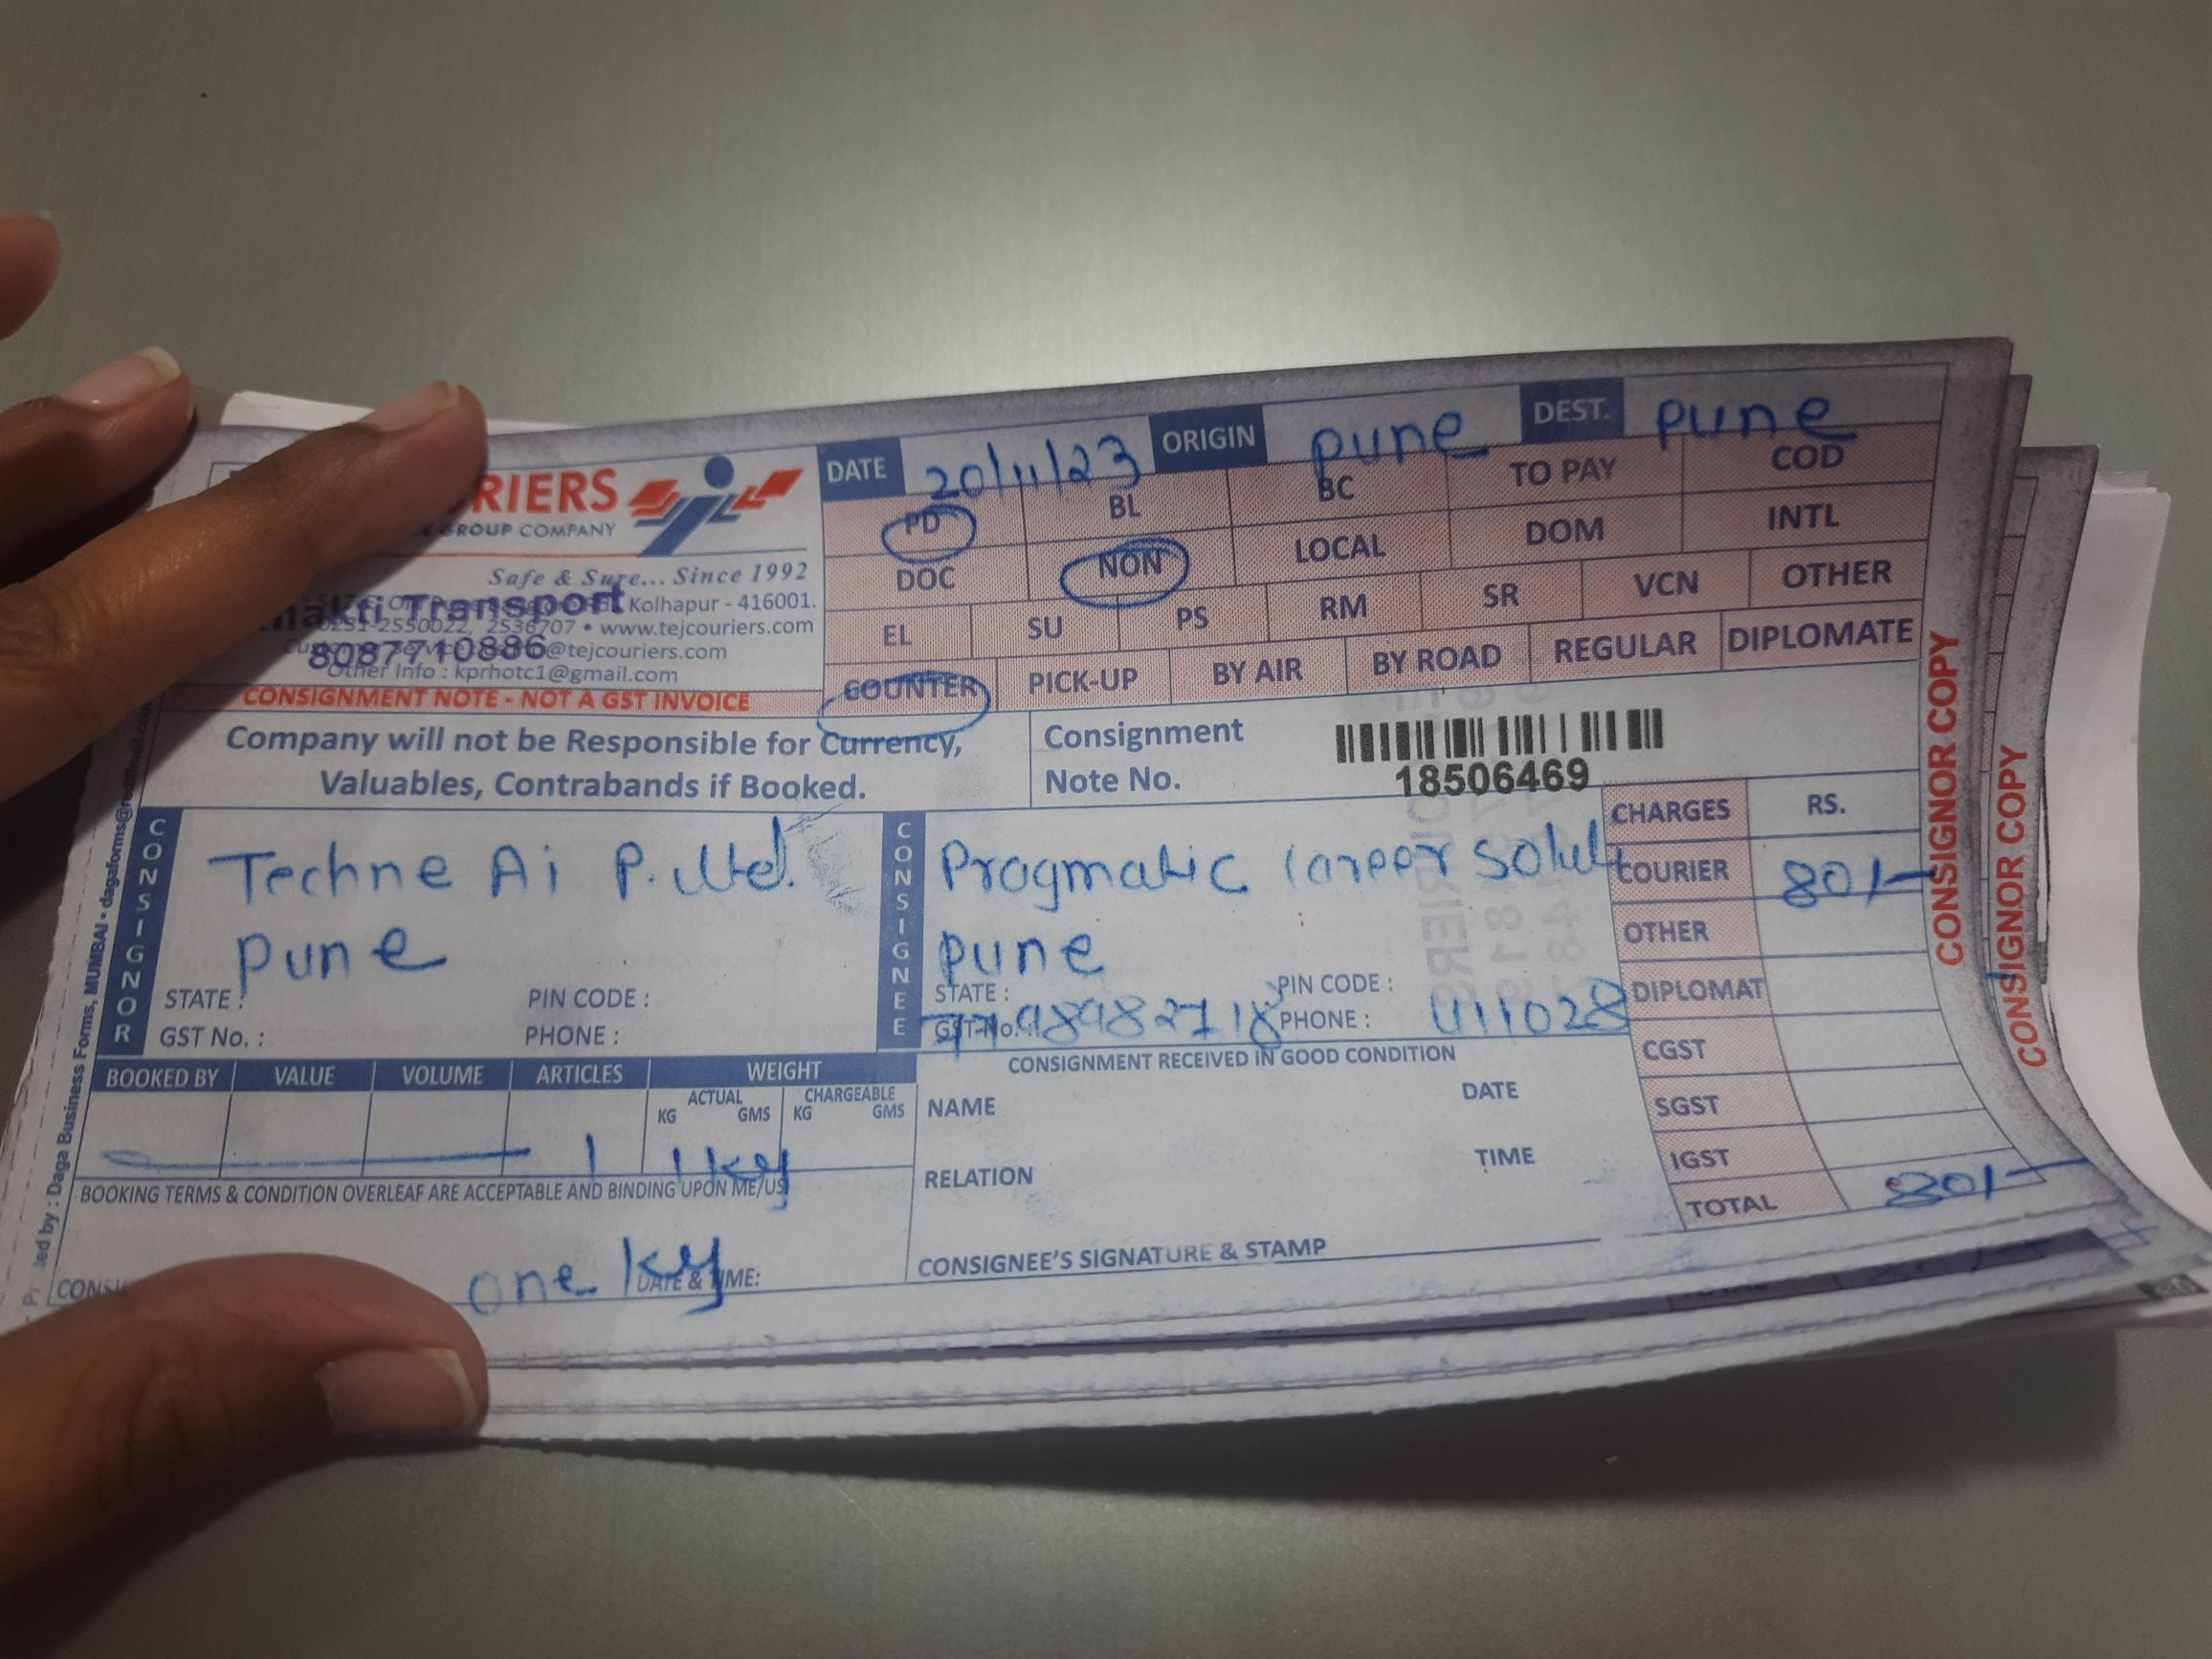 RIERS
GROUP COMPANY
Safe & Sure... Since 1992
Kolhapur - 416001.
0231-2550022, 2536707 • www.tejcouriers.com
@tejcouriers.com
Other Info : kprhotc1@gmail.com
Transport
8087710886
CONSIGNMENT NOTE - NOT A GST INVOICE
DATE 20/11/23 ORIGIN pune DEST. pune
PD BL BC TO PAY COD
DOC NON LOCAL DOM INTL
EL SU PS RM SR VCN OTHER
COUNTER PICK-UP BY AIR BY ROAD REGULAR DIPLOMATE
Company will not be Responsible for Currency,
Valuables, Contrabands if Booked.
Consignment
Note No.
18506469
CONSIGNOR
Techne Ai P. Ltd.
pune
STATE : PIN CODE :
GST No. : PHONE :
CONSIGNEE
Pragmatic career solut
pune
STATE : PIN CODE :
GST No. : PHONE : 411028
CHARGES RS.
COURIER 80/-
OTHER
DIPLOMAT
CGST
SGST
IGST
TOTAL 80/-
BOOKED BY VALUE VOLUME ARTICLES WEIGHT
ACTUAL CHARGEABLE
KG GMS KG GMS
1 1 kg
BOOKING TERMS & CONDITION OVERLEAF ARE ACCEPTABLE AND BINDING UPON ME/US
one kg
DATE & TIME:
CONSIGNMENT RECEIVED IN GOOD CONDITION
NAME DATE
RELATION TIME
CONSIGNEE'S SIGNATURE & STAMP
CONSIGNOR COPY
CONSIGNOR COPY
Daga Business Forms, MUMBAI •